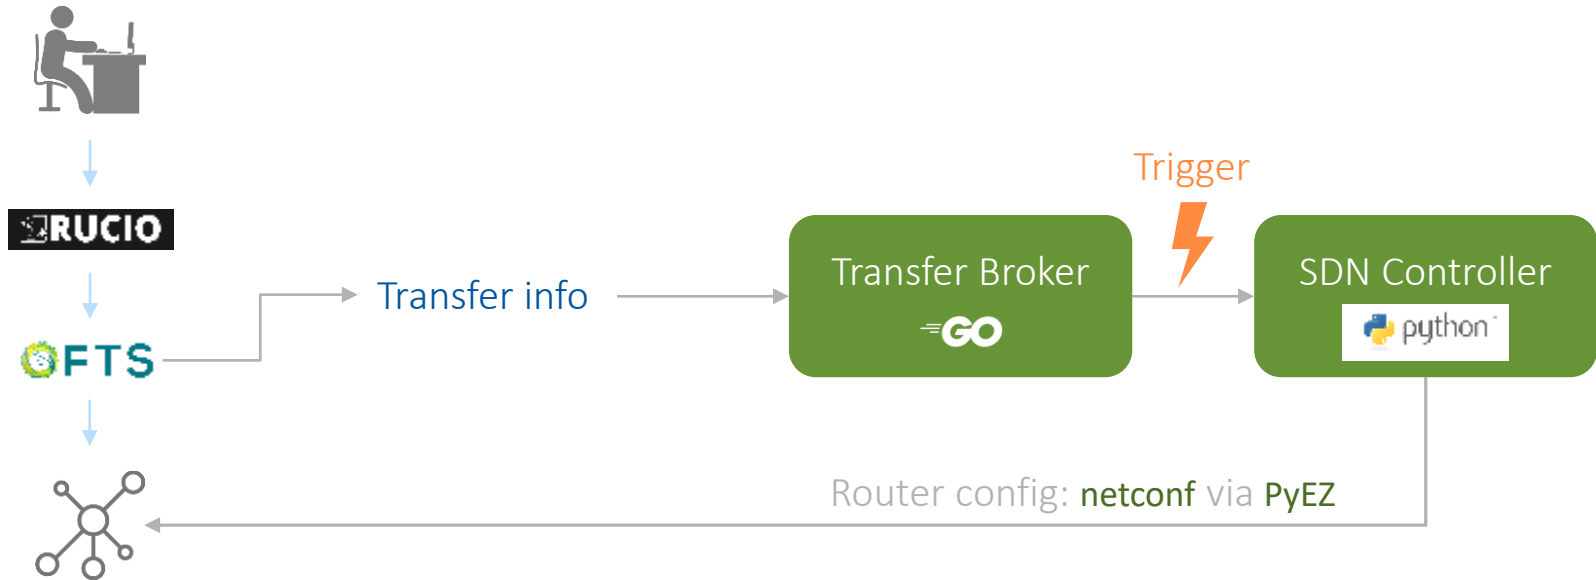 Trigger
RUCIO
Transfer Broker
SDN Controller
Transfer info
GO
python
FTS
Router config: netconf via PyEZ